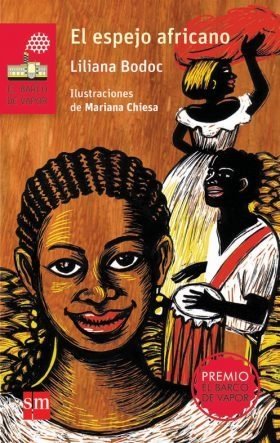 El espejo africano
Liliana Bodoc
Ilustraciones
de Mariana Chiesa
EL BARCO
DE VAPOR
PREMIO
EL BARCO
DE VAPOR
sm